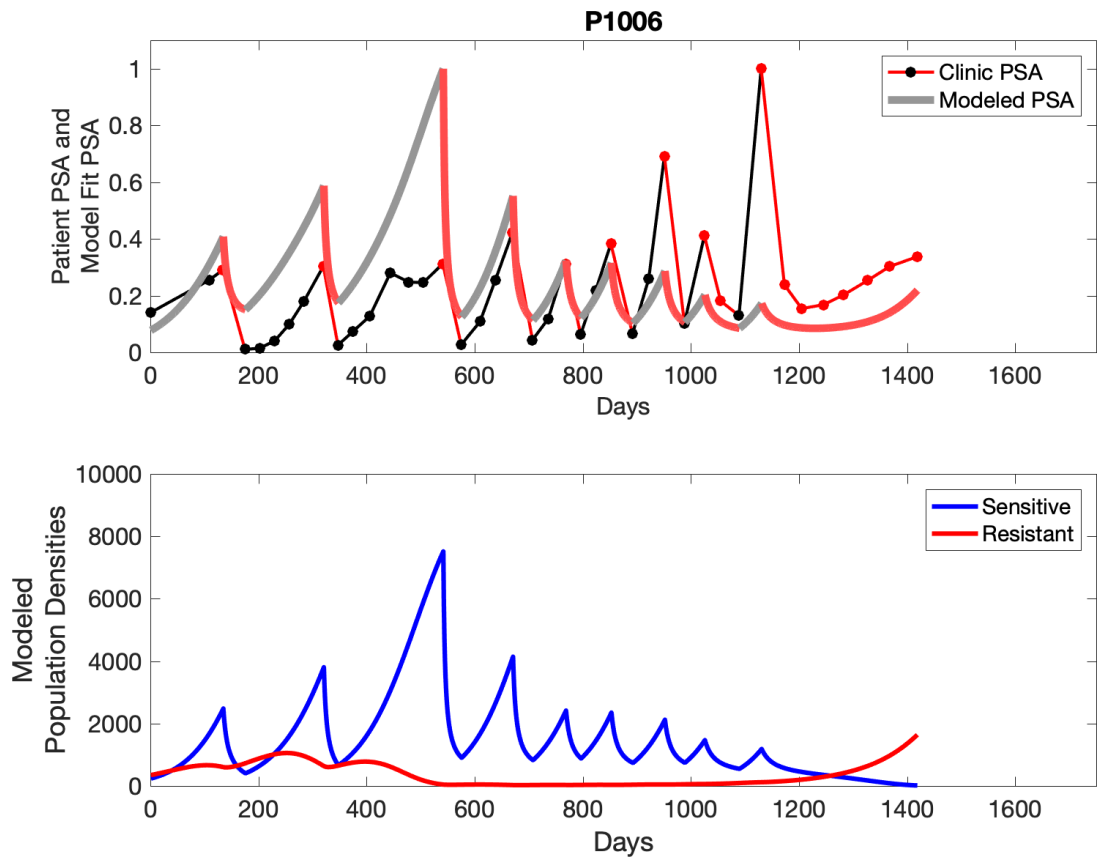 P1006
Patient PSA and
Model Fit PSA
1
0.8
0.6
0.4
0.2
0
Clinic PSA
Modeled PSA
0 200 400 600 800 1000 1200 1400 1600
Days
Modeled
Population Densities
10000
8000
6000
4000
2000
0
Sensitive
Resistant
0 200 400 600 800 1000 1200 1400 1600
Days